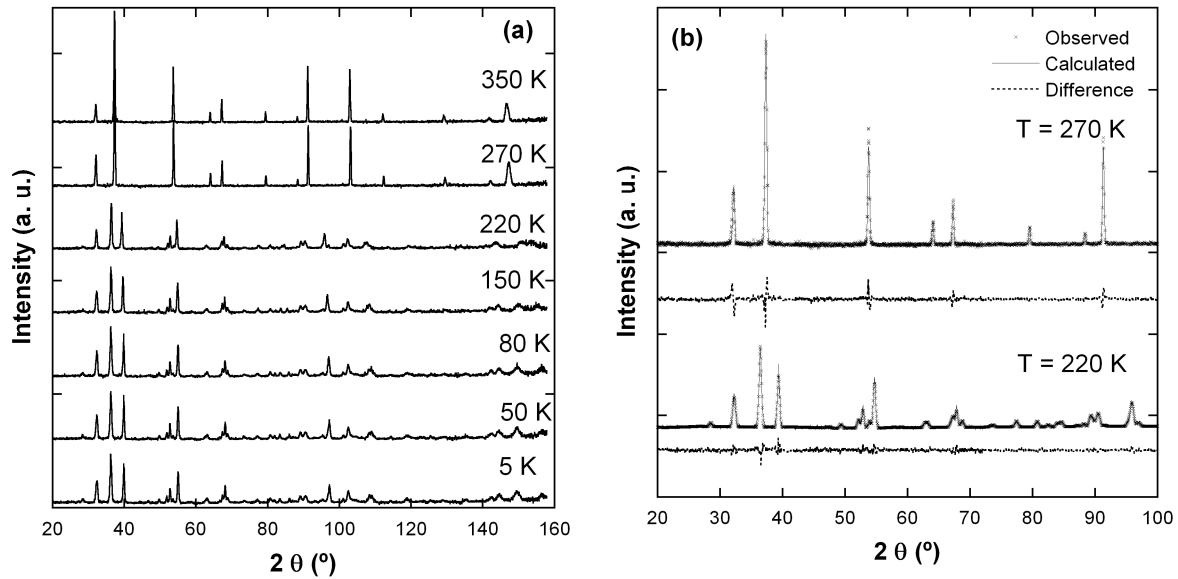 (a)
350 K
270 K
220 K
150 K
80 K
50 K
5 K
Intensity (a. u.)
20 40 60 80 100 120 140 160
2 θ (º)
(b)
Observed
Calculated
Difference
T = 270 K
T = 220 K
Intensity (a. u.)
20 30 40 50 60 70 80 90 100
2 θ (º)